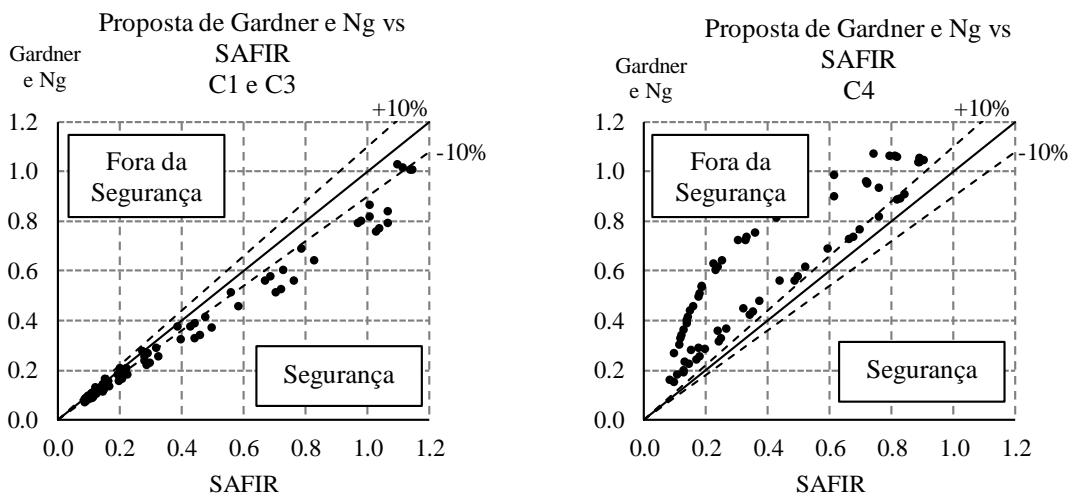 Proposta de Gardner e Ng vs
SAFIR
C1 e C3
Gardner
e Ng
+10%
-10%
1.2
1.0
0.8
0.6
0.4
0.2
0.0
Fora da
Segurança
Segurança
0.0 0.2 0.4 0.6 0.8 1.0 1.2
SAFIR
Proposta de Gardner e Ng vs
SAFIR
C4
Gardner
e Ng
+10%
-10%
1.2
1.0
0.8
0.6
0.4
0.2
0.0
Fora da
Segurança
Segurança
0.0 0.2 0.4 0.6 0.8 1.0 1.2
SAFIR